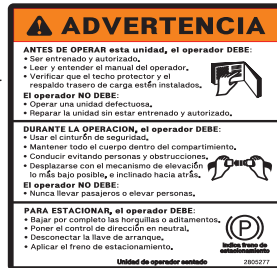 ADVERTENCIA
ANTES DE OPERAR esta unidad, el operador DEBE:
• Ser entrenado y autorizado.
• Leer y entender el manual del operador.
• Verificar que el techo protector y el
respaldo trasero de carga estén instalados.
El operador NO DEBE:
• Operar una unidad defectuosa.
• Reparar la unidad sin estar entrenado y autorizado.
DURANTE LA OPERACION, el operador DEBE:
• Usar el cinturón de seguridad.
• Mantener todo el cuerpo dentro del compartimiento.
• Conducir evitando personas y obstrucciones.
• Desplazarse con el mecanismo de elevación
lo más bajo posible, e inclinado hacia atrás.
El operador NO DEBE:
• Nunca llevar pasajeros o elevar personas.
PARA ESTACIONAR, el operador DEBE:
• Bajar por completo las horquillas o aditamentos.
• Poner el control de dirección en neutral.
• Desconectar la llave de arranque.
• Aplicar el freno de estacionamiento.
P
Indica freno de
estacionamiento
Unidad de operador sentado
2805277